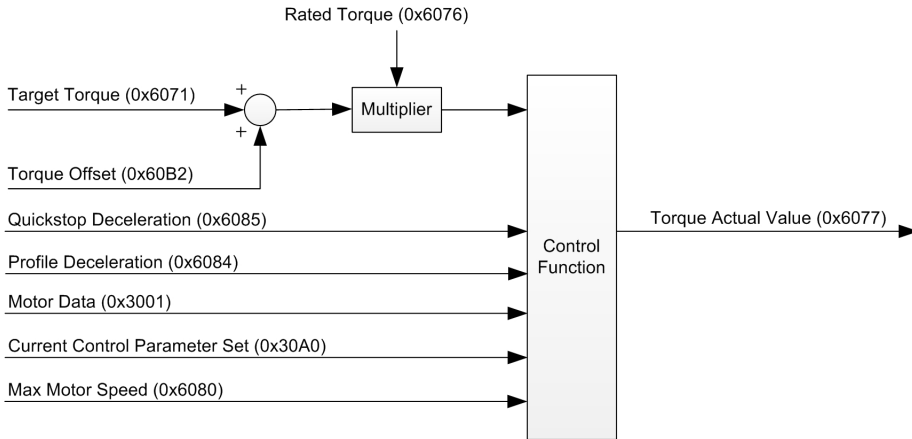 Rated Torque (0x6076)
Target Torque (0x6071)
+
Multiplier
+
Torque Offset (0x60B2)
Quickstop Deceleration (0x6085)
Torque Actual Value (0x6077)
Control
Function
Profile Deceleration (0x6084)
Motor Data (0x3001)
Current Control Parameter Set (0x30A0)
Max Motor Speed (0x6080)